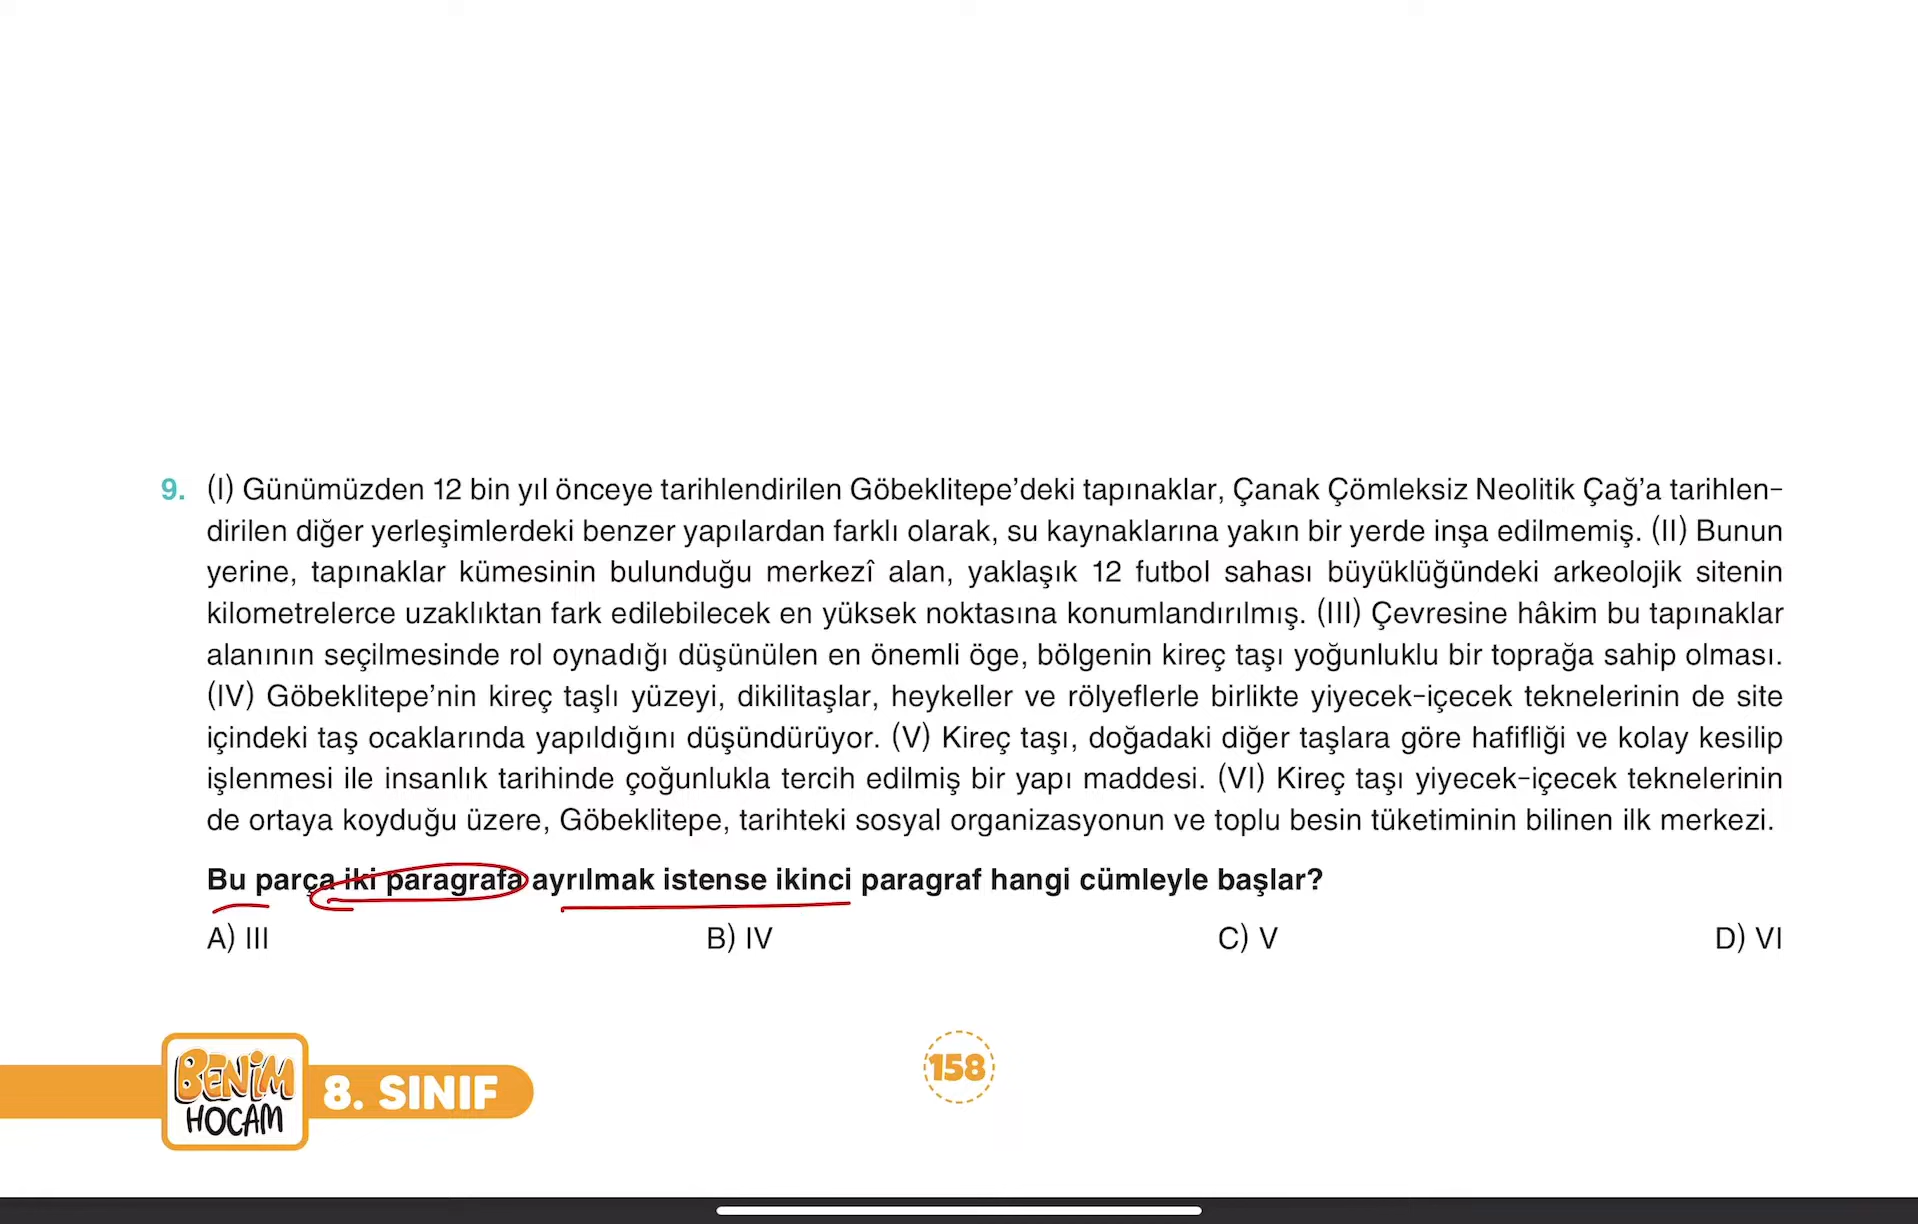 9. (I) Günümüzden 12 bin yıl önceye tarihlendirilen Göbeklitepe’deki tapınaklar, Çanak Çömleksiz Neolitik Çağ’a tarihlen-
dirilen diğer yerleşimlerdeki benzer yapılardan farklı olarak, su kaynaklarına yakın bir yerde inşa edilmemiş. (II) Bunun
yerine, tapınaklar kümesinin bulunduğu merkezî alan, yaklaşık 12 futbol sahası büyüklüğündeki arkeolojik sitenin
kilometrelerce uzaklıktan fark edilebilecek en yüksek noktasına konumlandırılmış. (III) Çevresine hâkim bu tapınaklar
alanının seçilmesinde rol oynadığı düşünülen en önemli öge, bölgenin kireç taşı yoğunluklu bir toprağa sahip olması.
(IV) Göbeklitepe’nin kireç taşlı yüzeyi, dikilitaşlar, heykeller ve rölyeflerle birlikte yiyecek-içecek teknelerinin de site
içindeki taş ocaklarında yapıldığını düşündürüyor. (V) Kireç taşı, doğadaki diğer taşlara göre hafifliği ve kolay kesilip
işlenmesi ile insanlık tarihinde çoğunlukla tercih edilmiş bir yapı maddesi. (VI) Kireç taşı yiyecek-içecek teknelerinin
de ortaya koyduğu üzere, Göbeklitepe, tarihteki sosyal organizasyonun ve toplu besin tüketiminin bilinen ilk merkezi.
Bu parça iki paragrafa ayrılmak istense ikinci paragraf hangi cümleyle başlar?
A) III B) IV C) V D) VI
BENİM
HOCAM
8. SINIF
158